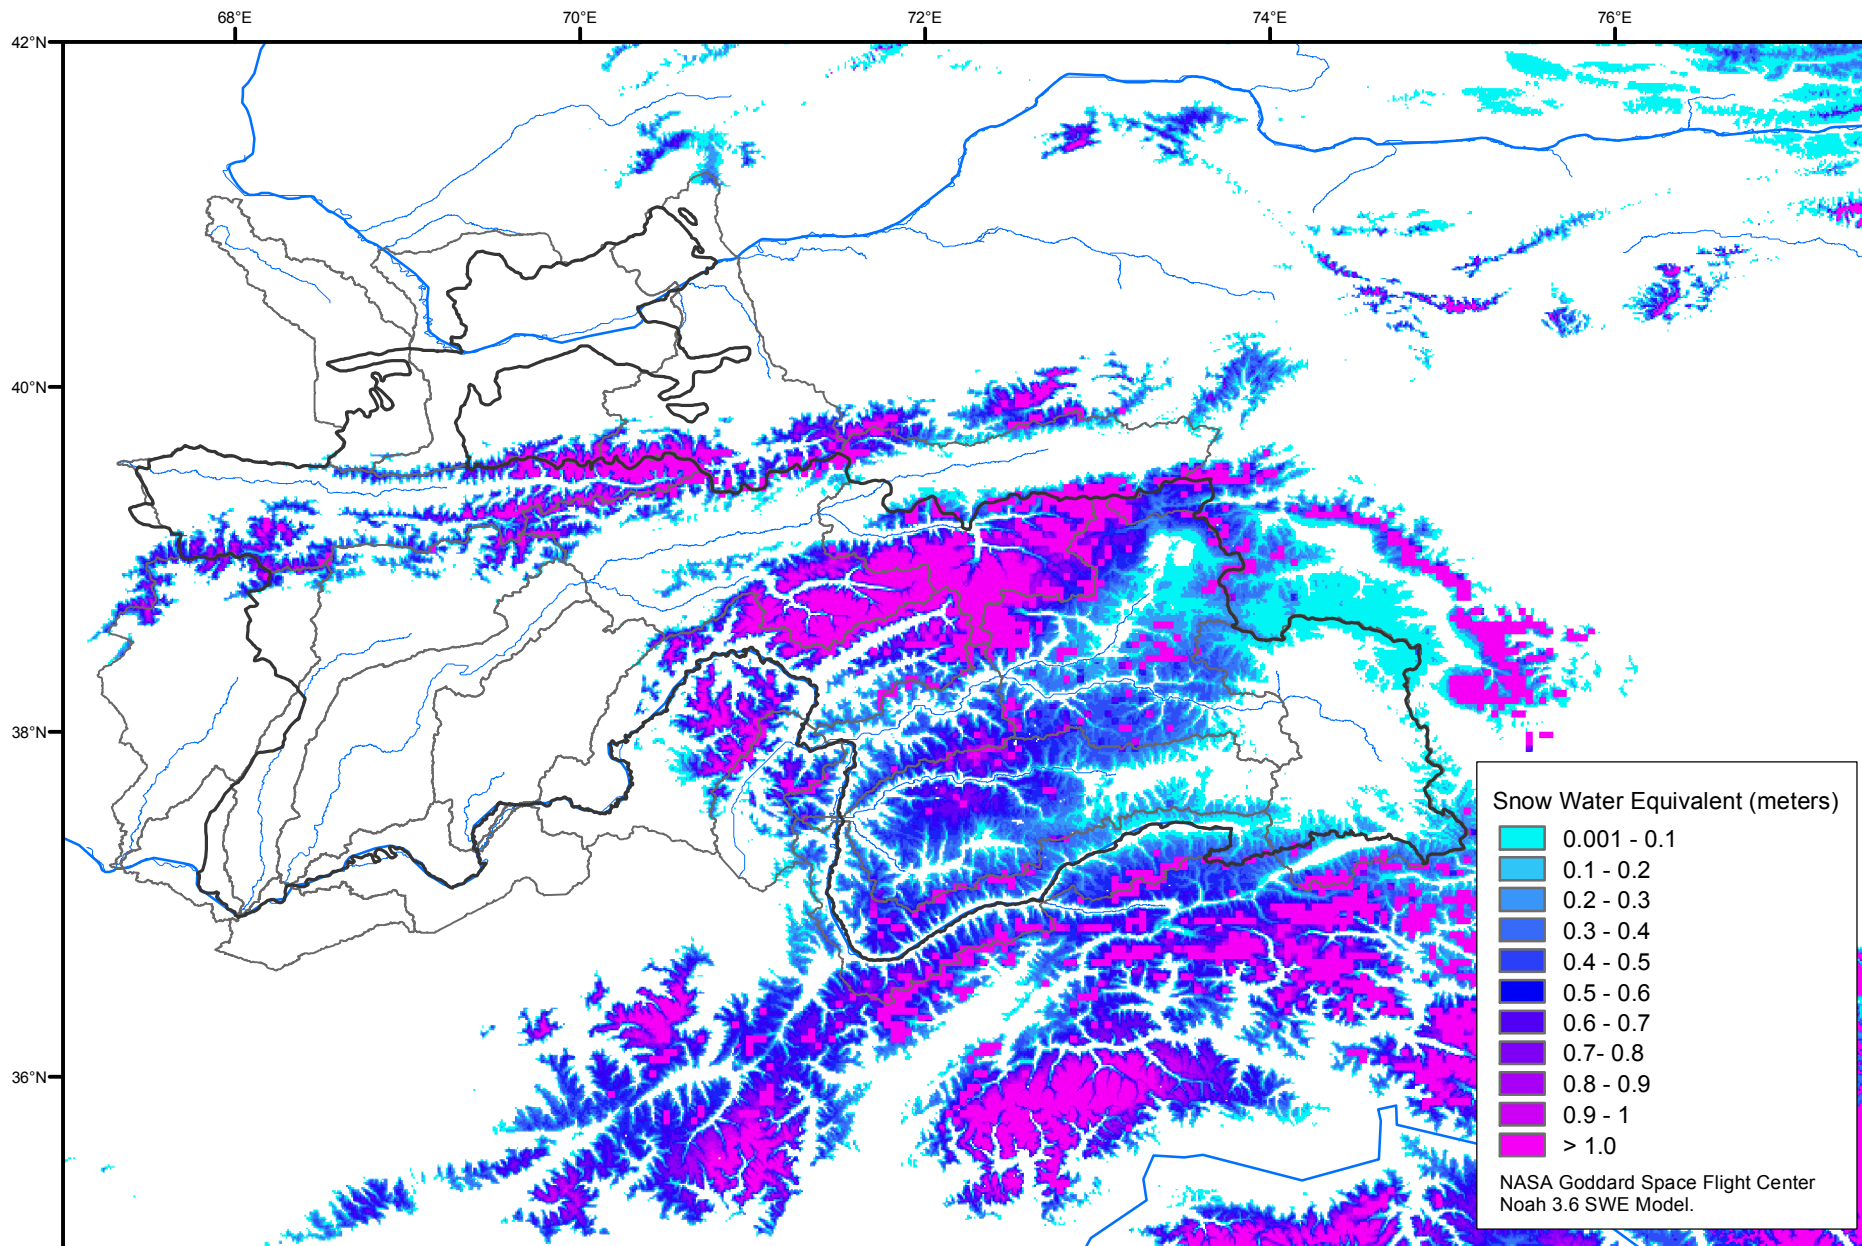 68°E
70°E
72°E
74°E
76°E
42°N
40°N
38°N
36°N
Snow Water Equivalent (meters)
0.001 - 0.1
0.1 - 0.2
0.2 - 0.3
0.3 - 0.4
0.4 - 0.5
0.5 - 0.6
0.6 - 0.7
0.7- 0.8
0.8 - 0.9
0.9 - 1
> 1.0
NASA Goddard Space Flight Center
Noah 3.6 SWE Model.